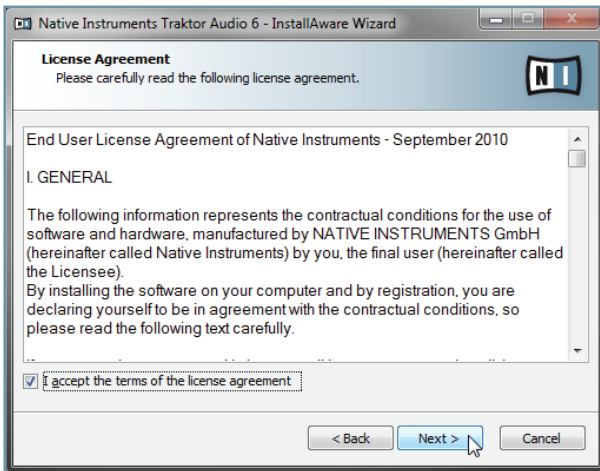 Native Instruments Traktor Audio 6 - InstallAware Wizard
License Agreement
Please carefully read the following license agreement.
N I
End User License Agreement of Native Instruments - September 2010
I. GENERAL
The following information represents the contractual conditions for the use of
software and hardware, manufactured by NATIVE INSTRUMENTS GmbH
(hereinafter called Native Instruments) by you, the final user (hereinafter called
the Licensee).
By installing the software on your computer and by registration, you are
declaring yourself to be in agreement with the contractual conditions, so
please read the following text carefully.
I accept the terms of the license agreement
< Back Next > Cancel